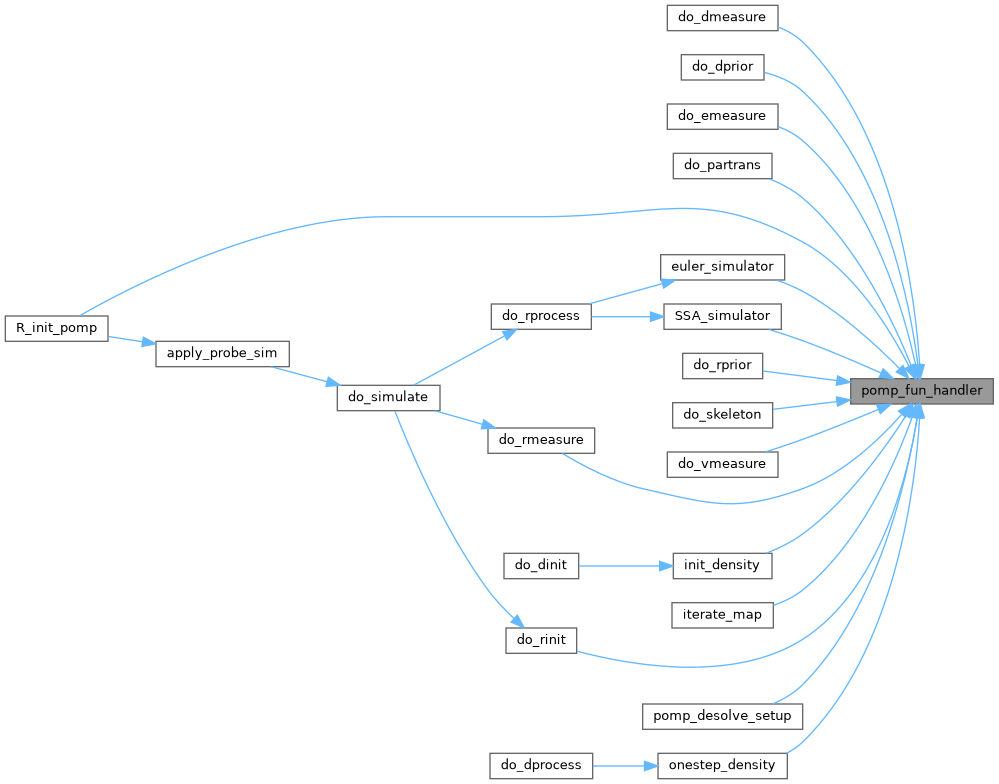 do_dmeasure
do_dprior
do_emeasure
do_partrans
euler_simulator
do_rprocess
SSA_simulator
R_init_pomp
apply_probe_sim
do_rprior
pomp_fun_handler
do_simulate
do_skeleton
do_rmeasure
do_vmeasure
do_dinit
init_density
iterate_map
do_rinit
pomp_desolve_setup
do_dprocess
onestep_density